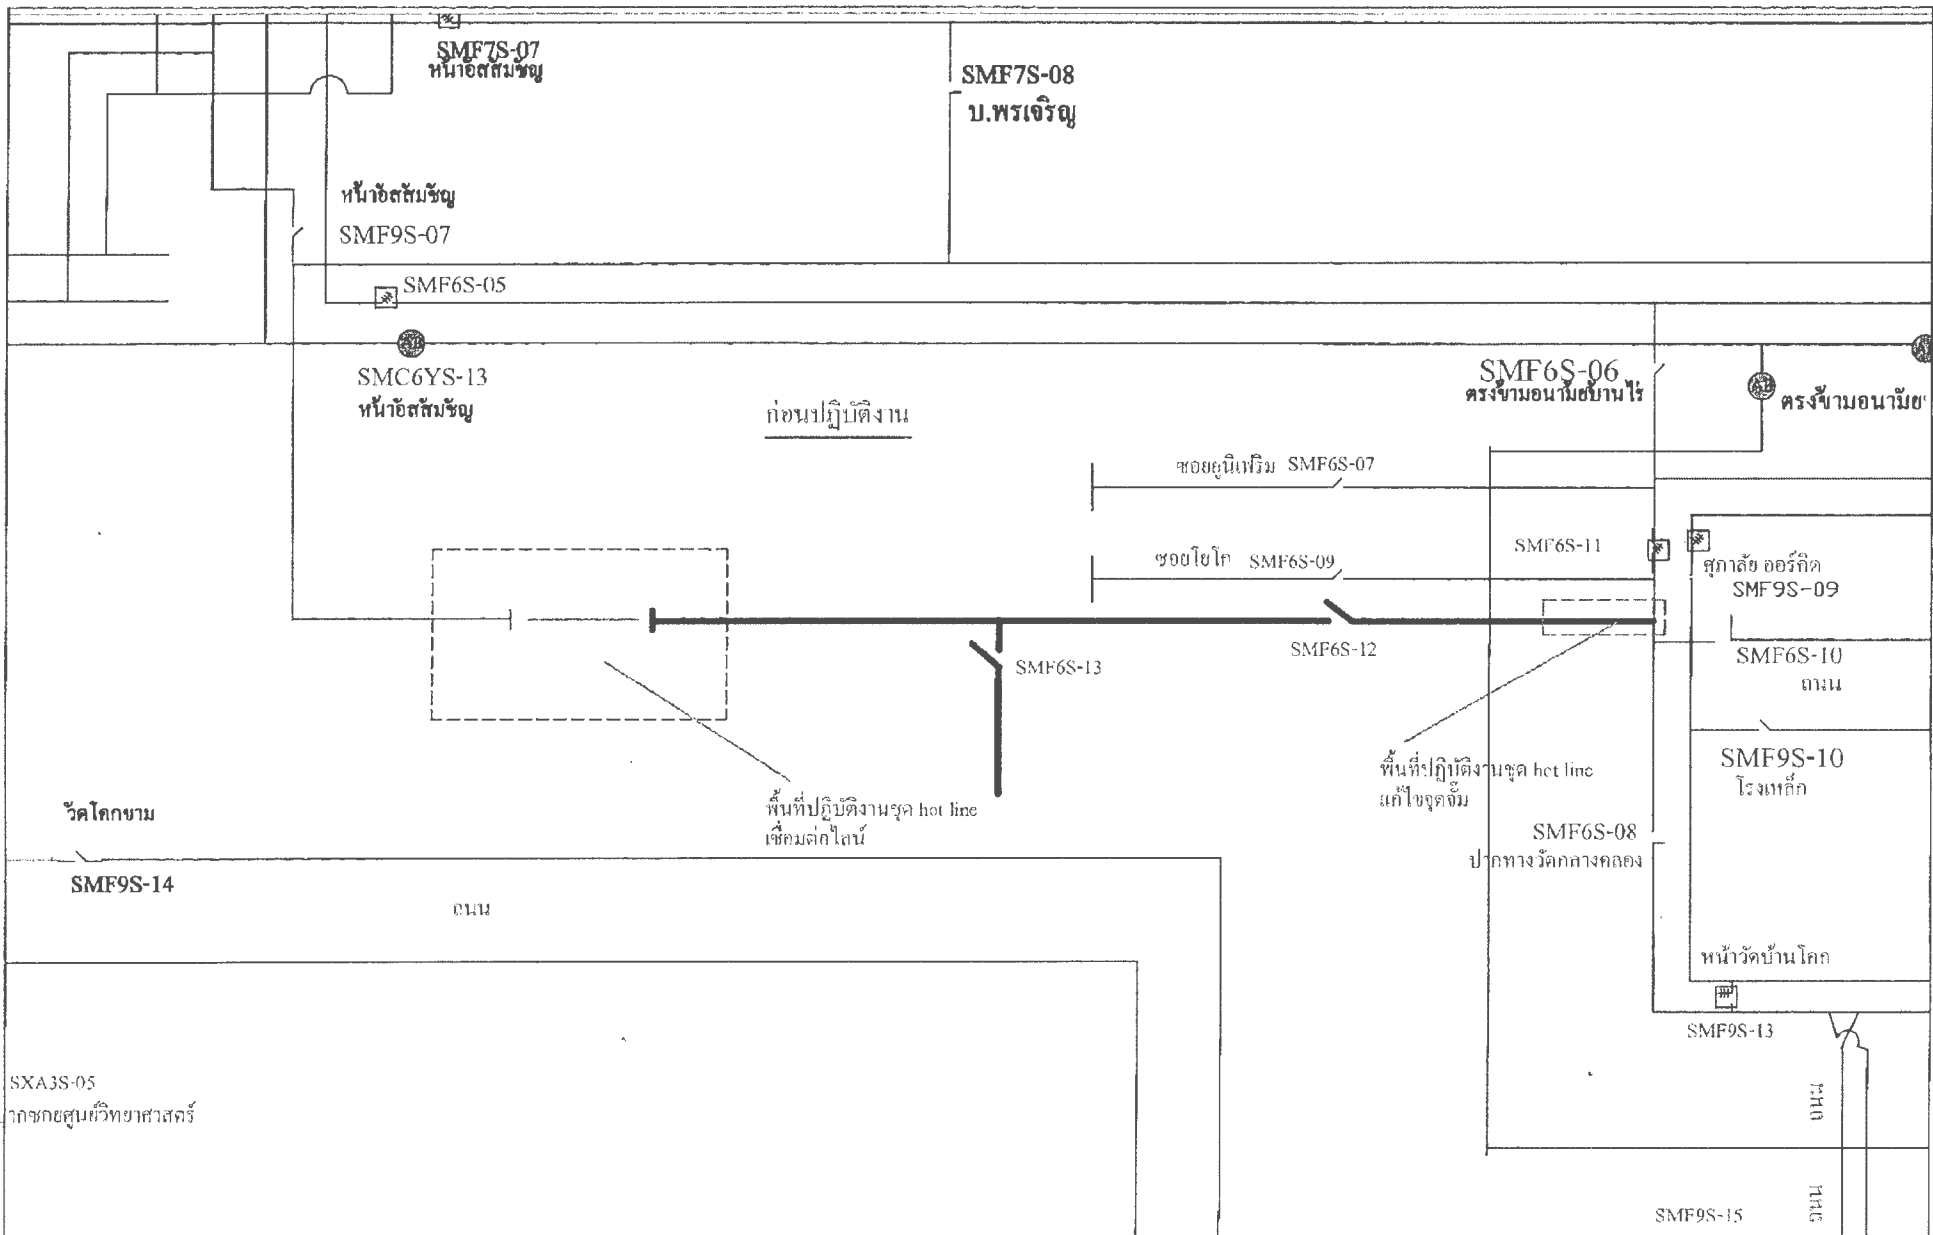 SMF7S-07
หน้าอัสสัมชัญ
SMF7S-08
บ.พรเจริญ
หน้าอัสสัมชัญ
SMF9S-07
SMF6S-05
SMC6YS-13
หน้าอัสสัมชัญ
ก่อนปฏิบัติงาน
SMF6S-06
ตรงข้ามอนามัยบ้านไร่
ตรงข้ามอนามัย
ซอยยูนิเฟริม SMF6S-07
SMF6S-11
ซอยโยโก SMF6S-09
ศุภาลัย ออร์กิด
SMF9S-09
SMF6S-13
SMF6S-12
SMF6S-10
ถนน
SMF9S-10
โรงเหล็ก
พื้นที่ปฏิบัติงานชุด hot line
แก้ไขจุดจั๊ม
พื้นที่ปฏิบัติงานชุด hot line
เชื่อมต่อไลน์
วัดโคกขาม
SMF9S-14
SMF6S-08
ปากทางวัดกลางคลอง
ถนน
หน้าวัดบ้านโคก
SMF9S-13
SXA3S-05
ถนน
ถนน
SMF9S-15